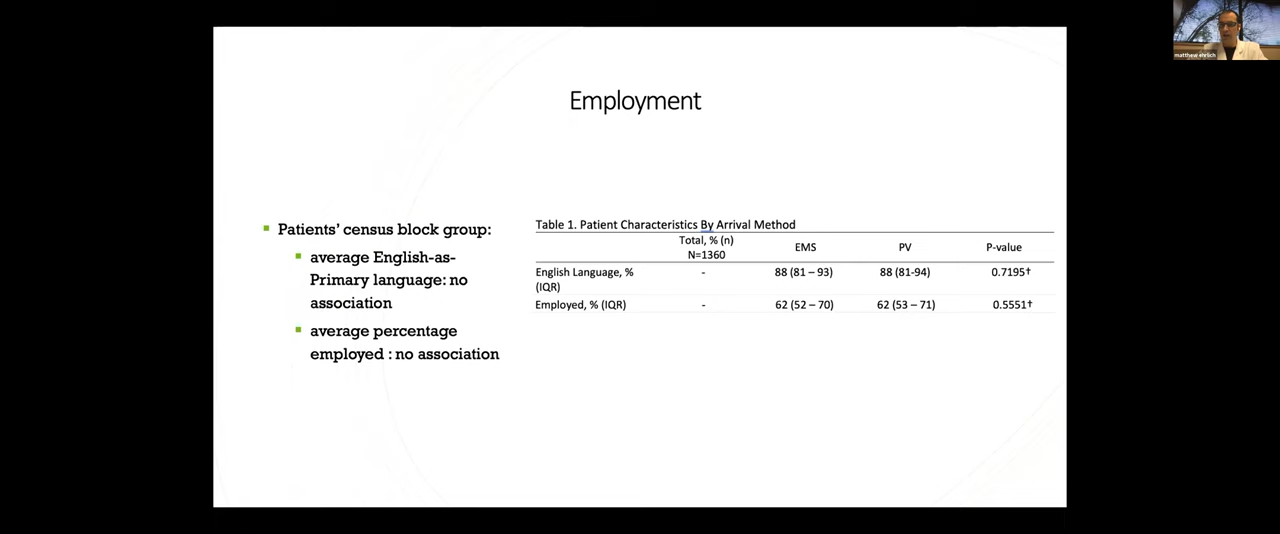 Employment
Patients' census block group:
average English-as-
Primary language: no
association
average percentage
employed : no association
Table 1. Patient Characteristics By Arrival Method
Total, % (n)
N=1360
EMS
PV
P-value
English Language, %
(IQR)
-
88 (81 – 93)
88 (81-94)
0.7195†
Employed, % (IQR)
-
62 (52 – 70)
62 (53 – 71)
0.5551†
matthew ehrlich